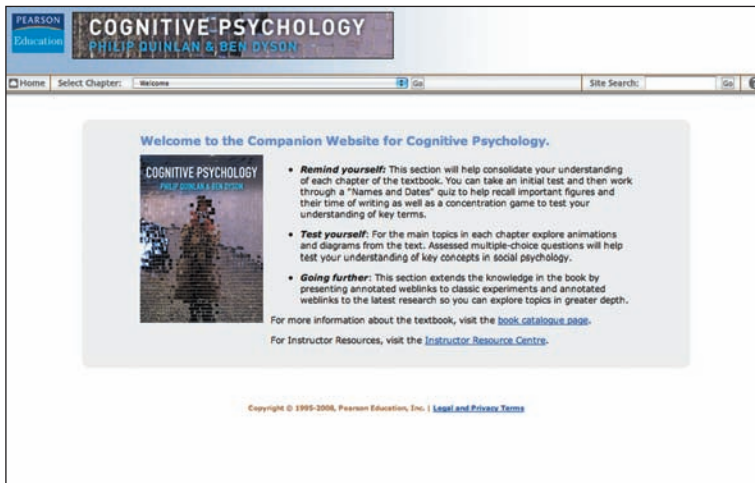 PEARSON
Education
COGNITIVE PSYCHOLOGY
PHILIP QUINLAN & BEN DYSON
Home Select Chapter: Welcome Go Site Search: Go
Welcome to the Companion Website for Cognitive Psychology.
COGNITIVE PSYCHOLOGY
PHILIP QUINLAN & BEN DYSON
• Remind yourself: This section will help consolidate your understanding
of each chapter of the textbook. You can take an initial test and then work
through a "Names and Dates" quiz to help recall important figures and
their time of writing as well as a concentration game to test your
understanding of key terms.
• Test yourself: For the main topics in each chapter explore animations
and diagrams from the text. Assessed multiple-choice questions will help
test your understanding of key concepts in social psychology.
• Going further: This section extends the knowledge in the book by
presenting annotated weblinks to classic experiments and annotated
weblinks to the latest research so you can explore topics in greater depth.
For more information about the textbook, visit the book catalogue page.
For Instructor Resources, visit the Instructor Resource Centre.
Copyright © 1995-2008, Pearson Education, Inc. | Legal and Privacy Terms